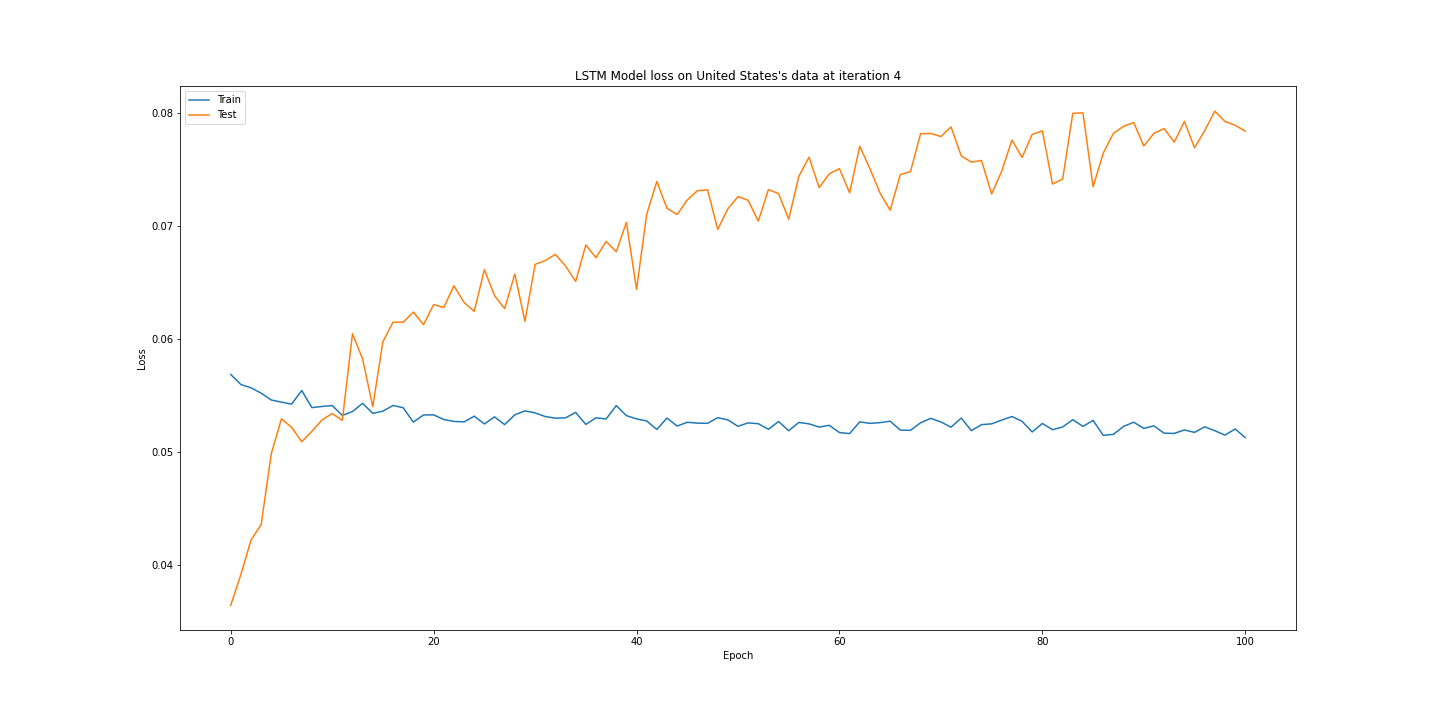 LSTM Model loss on United States's data at iteration 4
Train
Test
0.08
0.07
0.06
0.05
0.04
Loss
0 20 40 60 80 100
Epoch